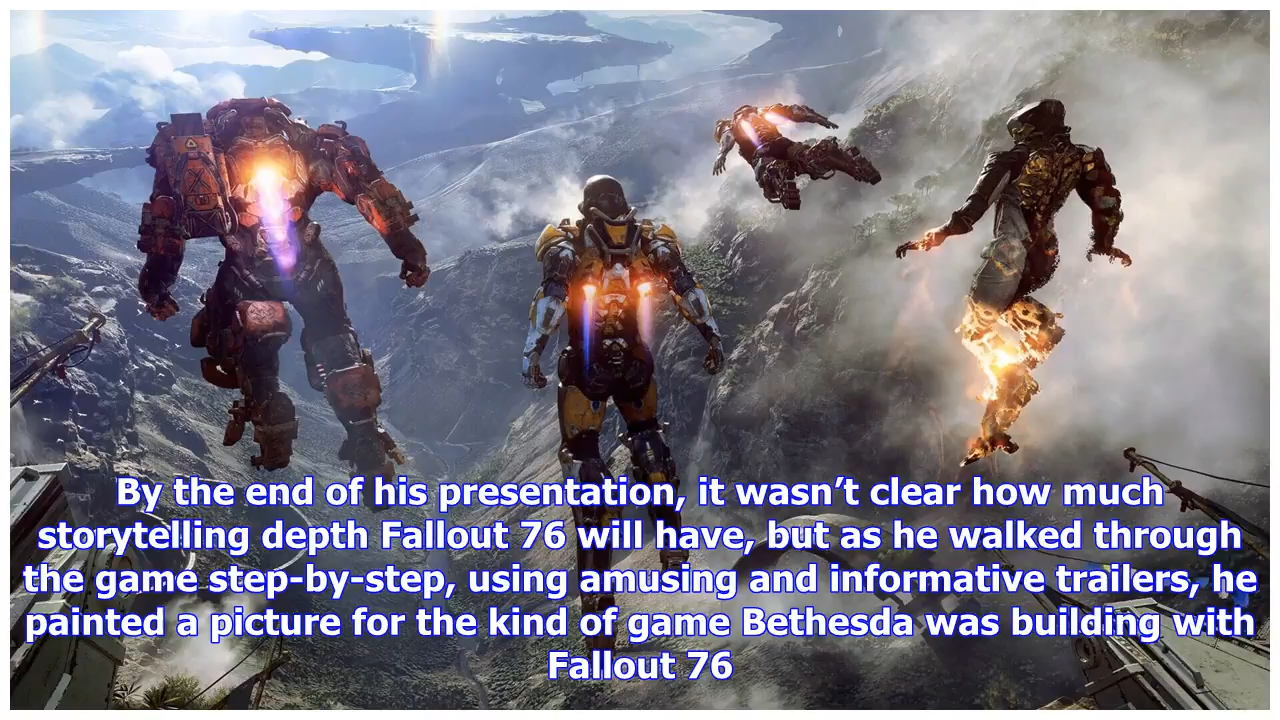 By the end of his presentation, it wasn’t clear how much
storytelling depth Fallout 76 will have, but as he walked through
the game step-by-step, using amusing and informative trailers, he
painted a picture for the kind of game Bethesda was building with
Fallout 76